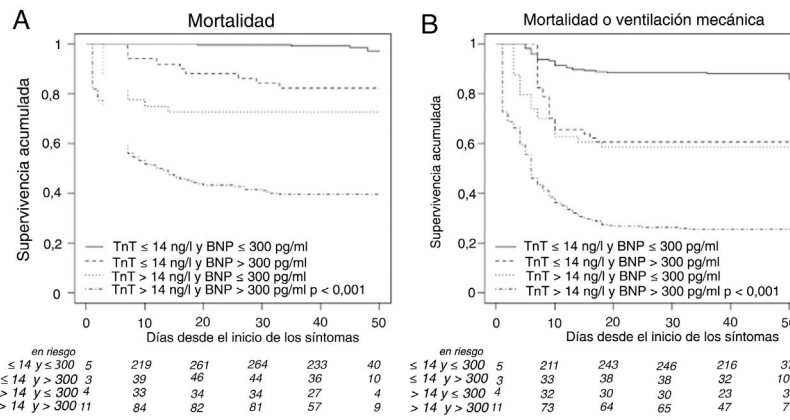 A
Mortalidad
Supervivencia acumulada
1
0,8
0,6
0,4
0,2
0
TnT ≤ 14 ng/l y BNP ≤ 300 pg/ml
TnT ≤ 14 ng/l y BNP > 300 pg/ml
TnT > 14 ng/l y BNP ≤ 300 pg/ml
TnT > 14 ng/l y BNP > 300 pg/ml p < 0,001
0 10 20 30 40 50
Días desde el inicio de los síntomas
en riesgo
≤ 14 y ≤ 300 5 219 261 264 233 40
≤ 14 y > 300 3 39 46 44 36 10
> 14 y ≤ 300 4 33 34 34 27 4
> 14 y > 300 11 84 82 81 57 9
B
Mortalidad o ventilación mecánica
Supervivencia acumulada
1
0,8
0,6
0,4
0,2
0
TnT ≤ 14 ng/l y BNP ≤ 300 pg/ml
TnT ≤ 14 ng/l y BNP > 300 pg/ml
TnT > 14 ng/l y BNP ≤ 300 pg/ml
TnT > 14 ng/l y BNP > 300 pg/ml p < 0,001
0 10 20 30 40 50
Días desde el inicio de los síntomas
en riesgo
≤ 14 y ≤ 300 5 211 243 246 216 37
≤ 14 y > 300 3 33 38 38 32 10
> 14 y ≤ 300 4 32 30 30 23 3
> 14 y > 300 11 73 64 65 47 7